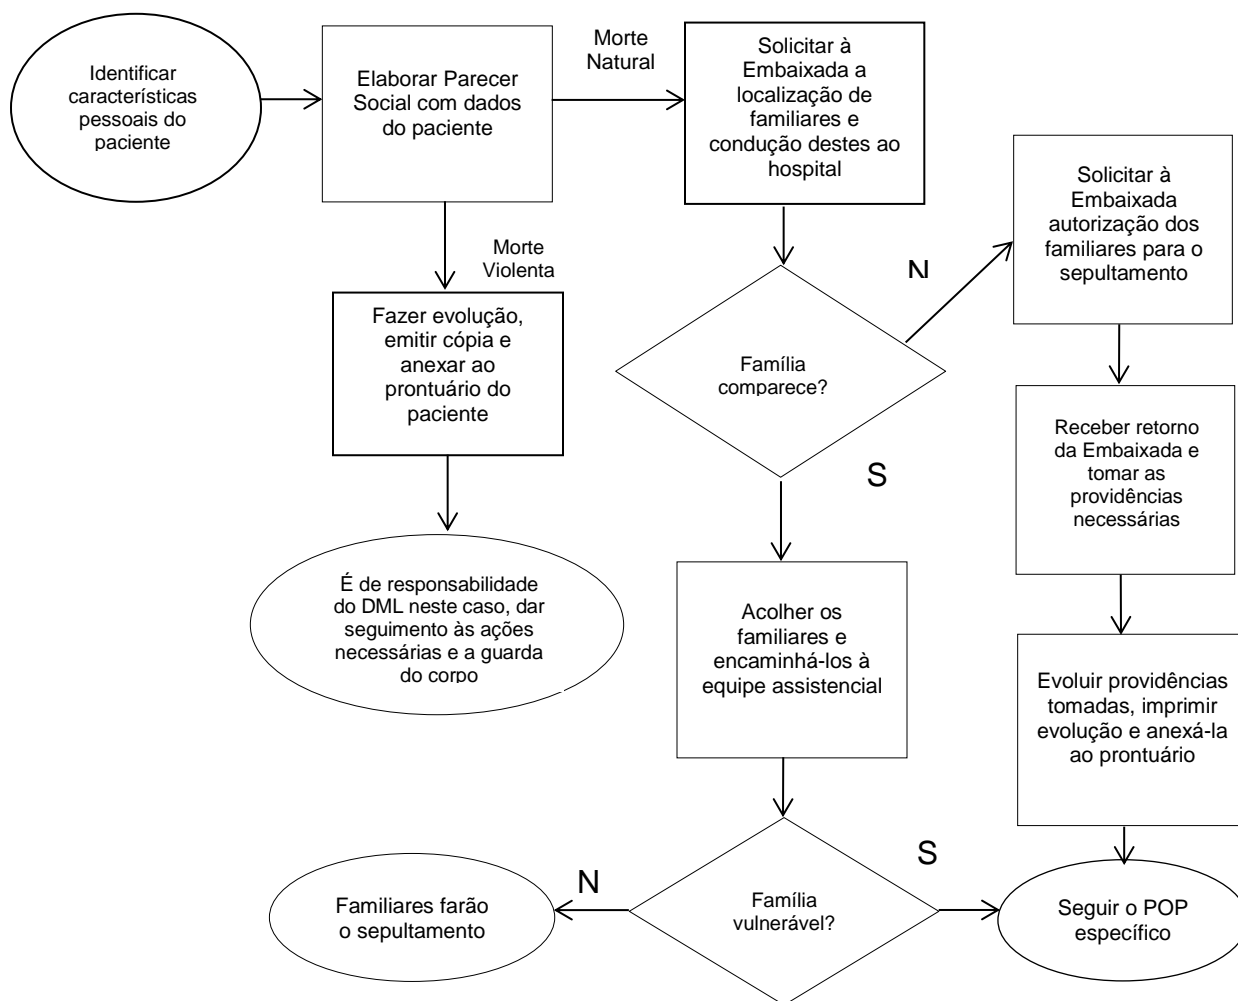 Identificar
características
pessoais do
paciente
Elaborar Parecer
Social com dados
do paciente
Morte
Natural
Solicitar à
Embaixada a
localização de
familiares e
condução destes ao
hospital
Solicitar à
Embaixada
autorização dos
familiares para o
sepultamento
Morte
Violenta
N
Fazer evolução,
emitir cópia e
anexar ao
prontuário do
paciente
Família
comparece?
Receber retorno
da Embaixada e
tomar as
providências
necessárias
S
É de responsabilidade
do DML neste caso, dar
seguimento às ações
necessárias e a guarda
do corpo
Acolher os
familiares e
encaminhá-los à
equipe assistencial
Evoluir providências
tomadas, imprimir
evolução e anexá-la
ao prontuário
N
S
Familiares farão
o sepultamento
Família
vulnerável?
Seguir o POP
específico